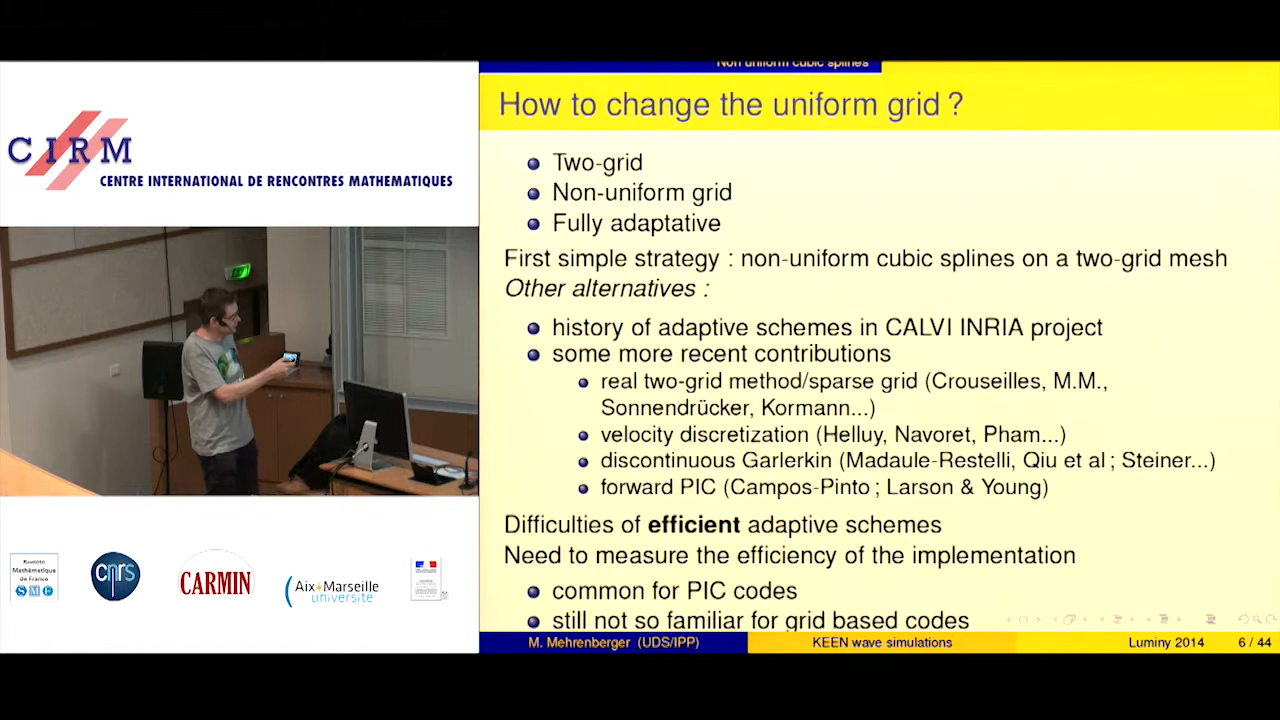 CIRM
CENTRE INTERNATIONAL DE RENCONTRES MATHEMATIQUES
Société
Mathématique
de France
SMF
cnrs
CARMIN
Aix*Marseille
université
Non uniform cubic splines
How to change the uniform grid ?
Two-grid
Non-uniform grid
Fully adaptative
First simple strategy : non-uniform cubic splines on a two-grid mesh
Other alternatives :
history of adaptive schemes in CALVI INRIA project
some more recent contributions
real two-grid method/sparse grid (Crouseilles, M.M.,
Sonnendrücker, Kormann...)
velocity discretization (Helluy, Navoret, Pham...)
discontinuous Garlerkin (Madaule-Restelli, Qiu et al ; Steiner...)
forward PIC (Campos-Pinto ; Larson & Young)
Difficulties of efficient adaptive schemes
Need to measure the efficiency of the implementation
common for PIC codes
still not so familiar for grid based codes
M. Mehrenberger (UDS/IPP)
KEEN wave simulations
Luminy 2014
6 / 44